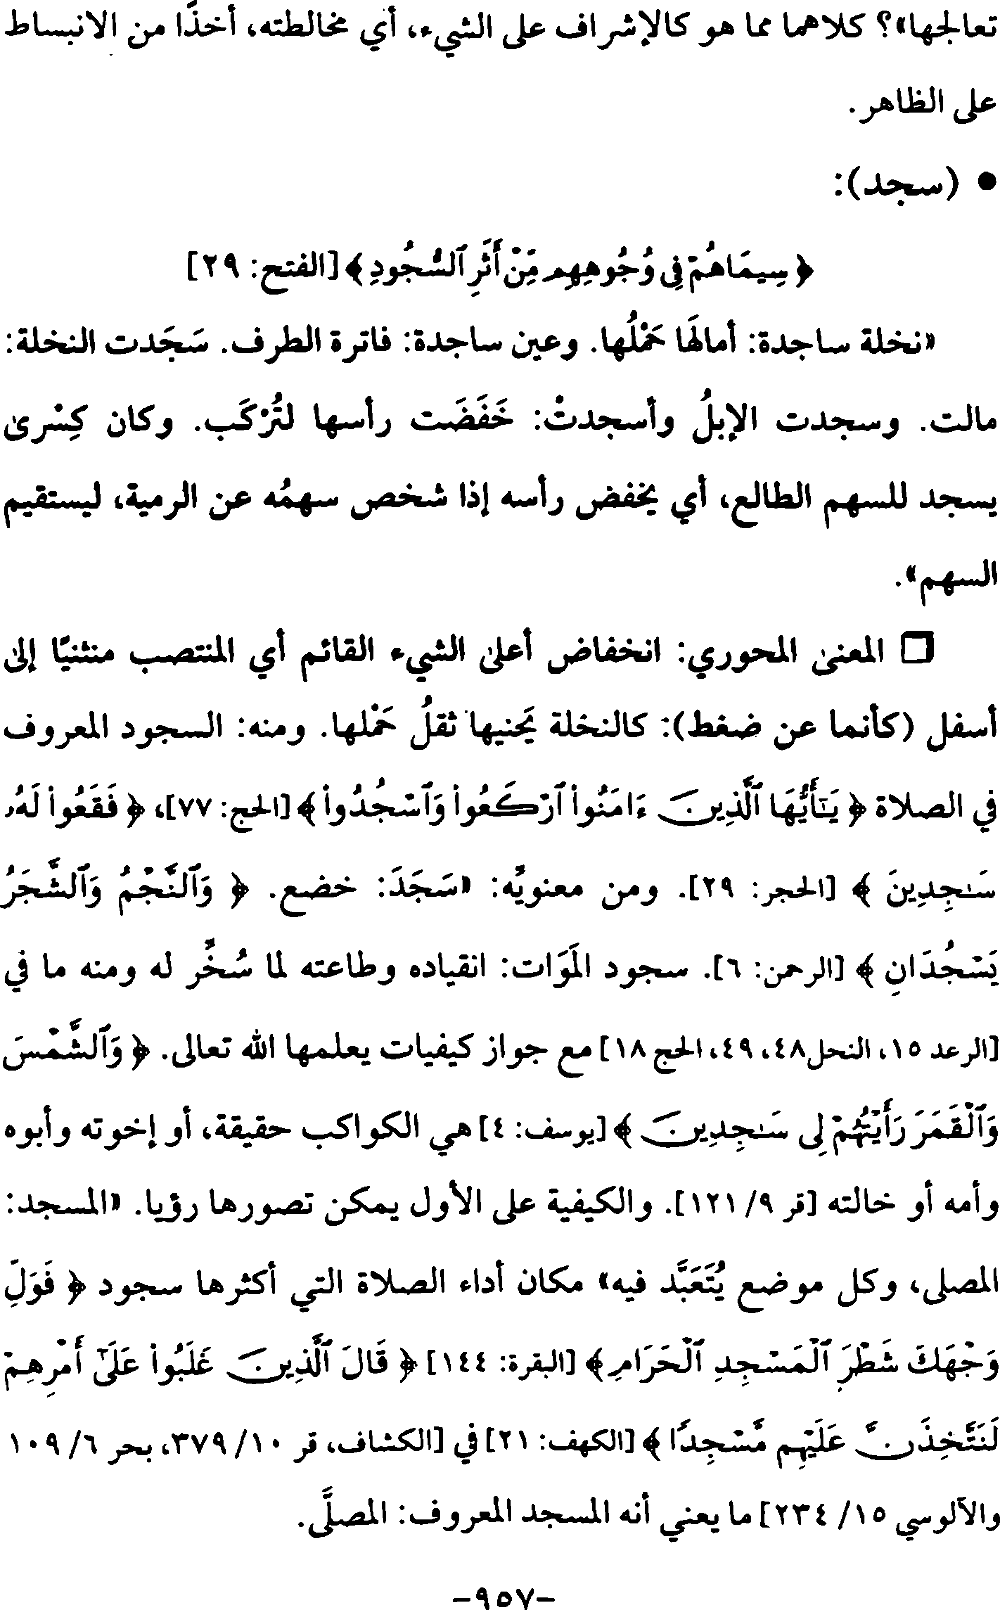 تعالجها»؟ كلاهما مما هو كالإشراف على الشيء، أي مخالطته، أخذًا من الانبساط
على الظاهر.
• (سجد):
﴿ سِيمَاهُمْ فِى وُجُوهِهِم مِّنْ أَثَرِ ٱلسُّجُودِ ﴾ [الفتح: ٢٩]
«نخلة ساجدة: أمالَها حَمْلُها. وعين ساجدة: فاترة الطرف. سَجَدت النخلة:
مالت. وسجدت الإبلُ وأسجدتْ: خَفَضَت رأسها لتُرْكَب. وكان كِسْرىٰ
يسجد للسهم الطالع، أي يخفض رأسه إذا شخص سهمُه عن الرمية، ليستقيم
السهم».
❒ المعنىٰ المحوري: انخفاض أعلىٰ الشيء القائم أي المنتصب منثنيًا إلىٰ
أسفل (كأنما عن ضغط): كالنخلة يَحنيها ثقلُ حَمْلها. ومنه: السجود المعروف
في الصلاة ﴿ يَـٰٓأَيُّهَا ٱلَّذِينَ ءَامَنُوا۟ ٱرْكَعُوا۟ وَٱسْجُدُوا۟ ﴾ [الحج: ٧٧]، ﴿ فَقَعُوا۟ لَهُۥ
سَـٰجِدِينَ ﴾ [الحجر: ٢٩]. ومن معنويِّه: «سَجَدَ: خضع. ﴿ وَٱلنَّجْمُ وَٱلشَّجَرُ
يَسْجُدَانِ ﴾ [الرحمن: ٦]. سجود المَوَات: انقياده وطاعته لما سُخِّر له ومنه ما في
[الرعد ١٥، النحل٤٨، ٤٩، الحج ١٨] مع جواز كيفيات يعلمها الله تعالى. ﴿ وَٱلشَّمْسَ
وَٱلْقَمَرَ رَأَيْتُهُمْ لِى سَـٰجِدِينَ ﴾ [يوسف: ٤] هي الكواكب حقيقة، أو إخوته وأبوه
وأمه أو خالته [قر ٩/ ١٢١]. والكيفية على الأول يمكن تصورها رؤيا. «المسجد:
المصلى، وكل موضع يُتَعَبَّد فيه» مكان أداء الصلاة التي أكثرها سجود ﴿ فَوَلِّ
وَجْهَكَ شَطْرَ ٱلْمَسْجِدِ ٱلْحَرَامِ ﴾ [البقرة: ١٤٤] ﴿ قَالَ ٱلَّذِينَ غَلَبُوا۟ عَلَىٰٓ أَمْرِهِمْ
لَنَتَّخِذَنَّ عَلَيْهِم مَّسْجِدًا ﴾ [الكهف: ٢١] في [الكشاف، قر ١٠/ ٣٧٩، بحر ٦/ ١٠٩
والآلوسي ١٥/ ٢٣٤] ما يعني أنه المسجد المعروف: المصلَّى.
-٩٥٧-